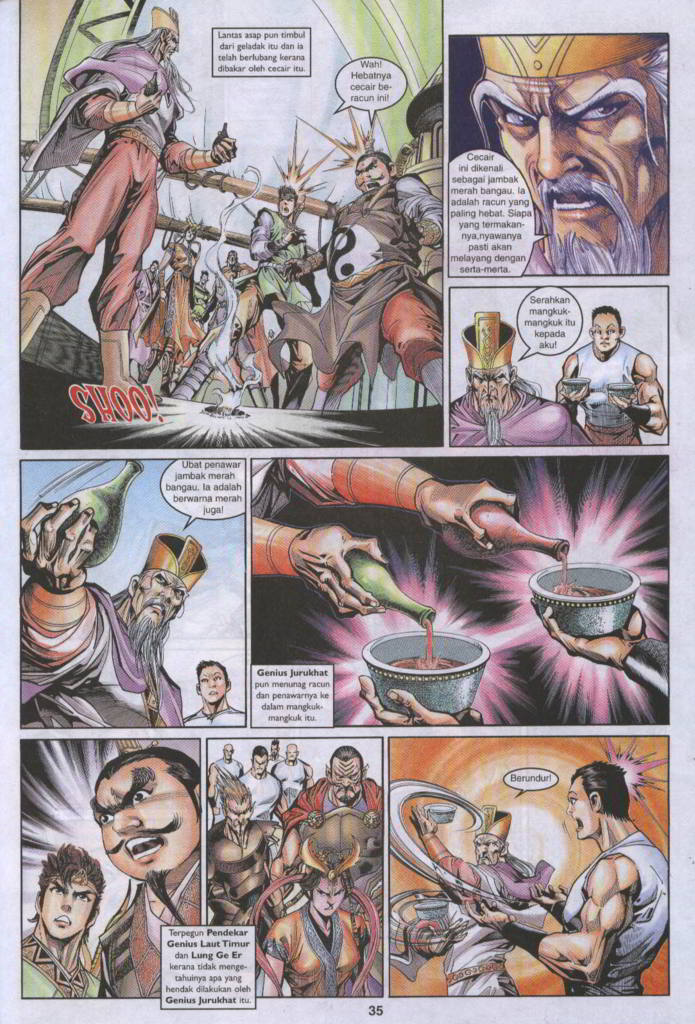 Lantas asap pun timbul
dari geladak itu dan ia
telah berlubang kerana
dibakar oleh cecair itu.
Wah!
Hebatnya
cecair be-
racun ini!
SHOO!
Cecair
ini dikenali
sebagai jambak
merah bangau. Ia
adalah racun yang
paling hebat. Siapa
yang termakan-
nya,nyawanya
pasti akan
melayang dengan
serta-merta.
Serahkan
mangkuk-
mangkuk itu
kepada
aku!
Ubat penawar
jambak merah
bangau. Ia adalah
berwarna merah
juga!
Genius Jurukhat
pun menunag racun
dan penawarnya ke
dalam mangkuk-
mangkuk itu.
Terpegun Pendekar
Genius Laut Timur
dan Lung Ge Er
kerana tidak menge-
tahuinya apa yang
hendak dilakukan oleh
Genius Jurukhat itu.
Berundur!
35